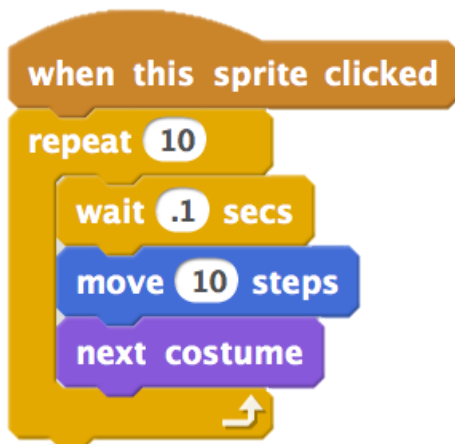 when this sprite clicked
repeat 10
wait .1 secs
move 10 steps
next costume